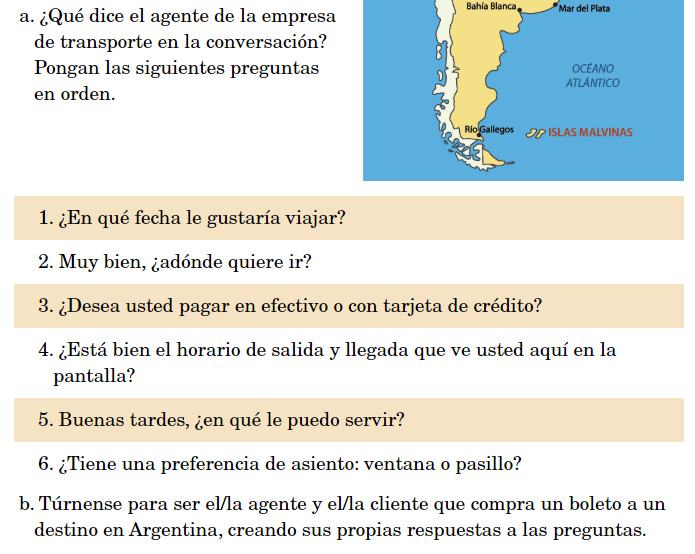 a. ¿Qué dice el agente de la empresa
de transporte en la conversación?
Pongan las siguientes preguntas
en orden.
Bahía Blanca
Mar del Plata
OCÉANO
ATLÁNTICO
Río Gallegos
ISLAS MALVINAS
1. ¿En qué fecha le gustaría viajar?
2. Muy bien, ¿adónde quiere ir?
3. ¿Desea usted pagar en efectivo o con tarjeta de crédito?
4. ¿Está bien el horario de salida y llegada que ve usted aquí en la
pantalla?
5. Buenas tardes, ¿en qué le puedo servir?
6. ¿Tiene una preferencia de asiento: ventana o pasillo?
b. Túrnense para ser el/la agente y el/la cliente que compra un boleto a un
destino en Argentina, creando sus propias respuestas a las preguntas.